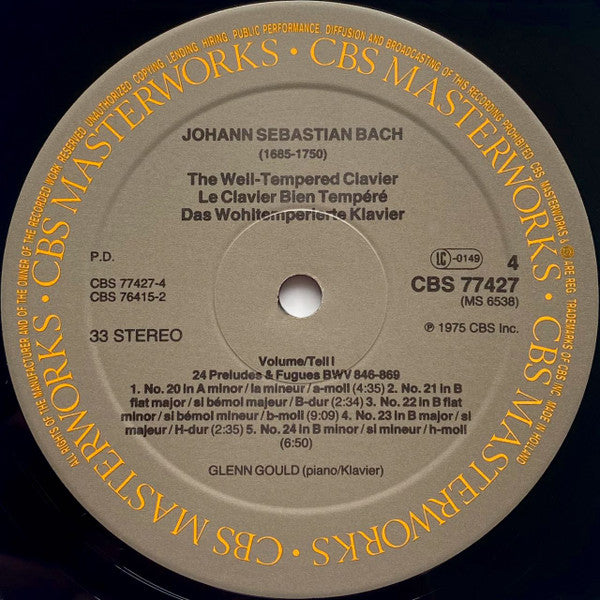 ALL RIGHTS OF THE MANUFACTURER AND OF THE OWNER OF THE RECORDED WORK RESERVED. UNAUTHORIZED COPYING, LENDING, HIRING, PUBLIC PERFORMANCE, DIFFUSION AND BROADCASTING OF THIS RECORDING PROHIBITED. CBS, MASTERWORKS & ARE REG. TRADEMARKS OF CBS INC. MADE IN HOLLAND
CBS MASTERWORKS · CBS MASTERWORKS · CBS MASTERWORKS · CBS MASTERWORKS ·
JOHANN SEBASTIAN BACH
(1685-1750)
The Well-Tempered Clavier
Le Clavier Bien Tempéré
Das Wohltemperierte Klavier
P.D.
CBS 77427-4
CBS 76415-2
33 STEREO
LC-0149
4
CBS 77427
(MS 6538)
℗ 1975 CBS Inc.
Volume/Teil I
24 Preludes & Fugues BWV 846-869
1. No. 20 in A minor/la mineur/a-moll (4:35) 2. No. 21 in B
flat major/si bémol majeur/B-dur (2:34) 3. No. 22 in B flat
minor/si bémol mineur/b-moll (9:09) 4. No. 23 in B major/si
majeur/H-dur (2:35) 5. No. 24 in B minor/si mineur/h-moll
(6:50)
GLENN GOULD (piano/Klavier)